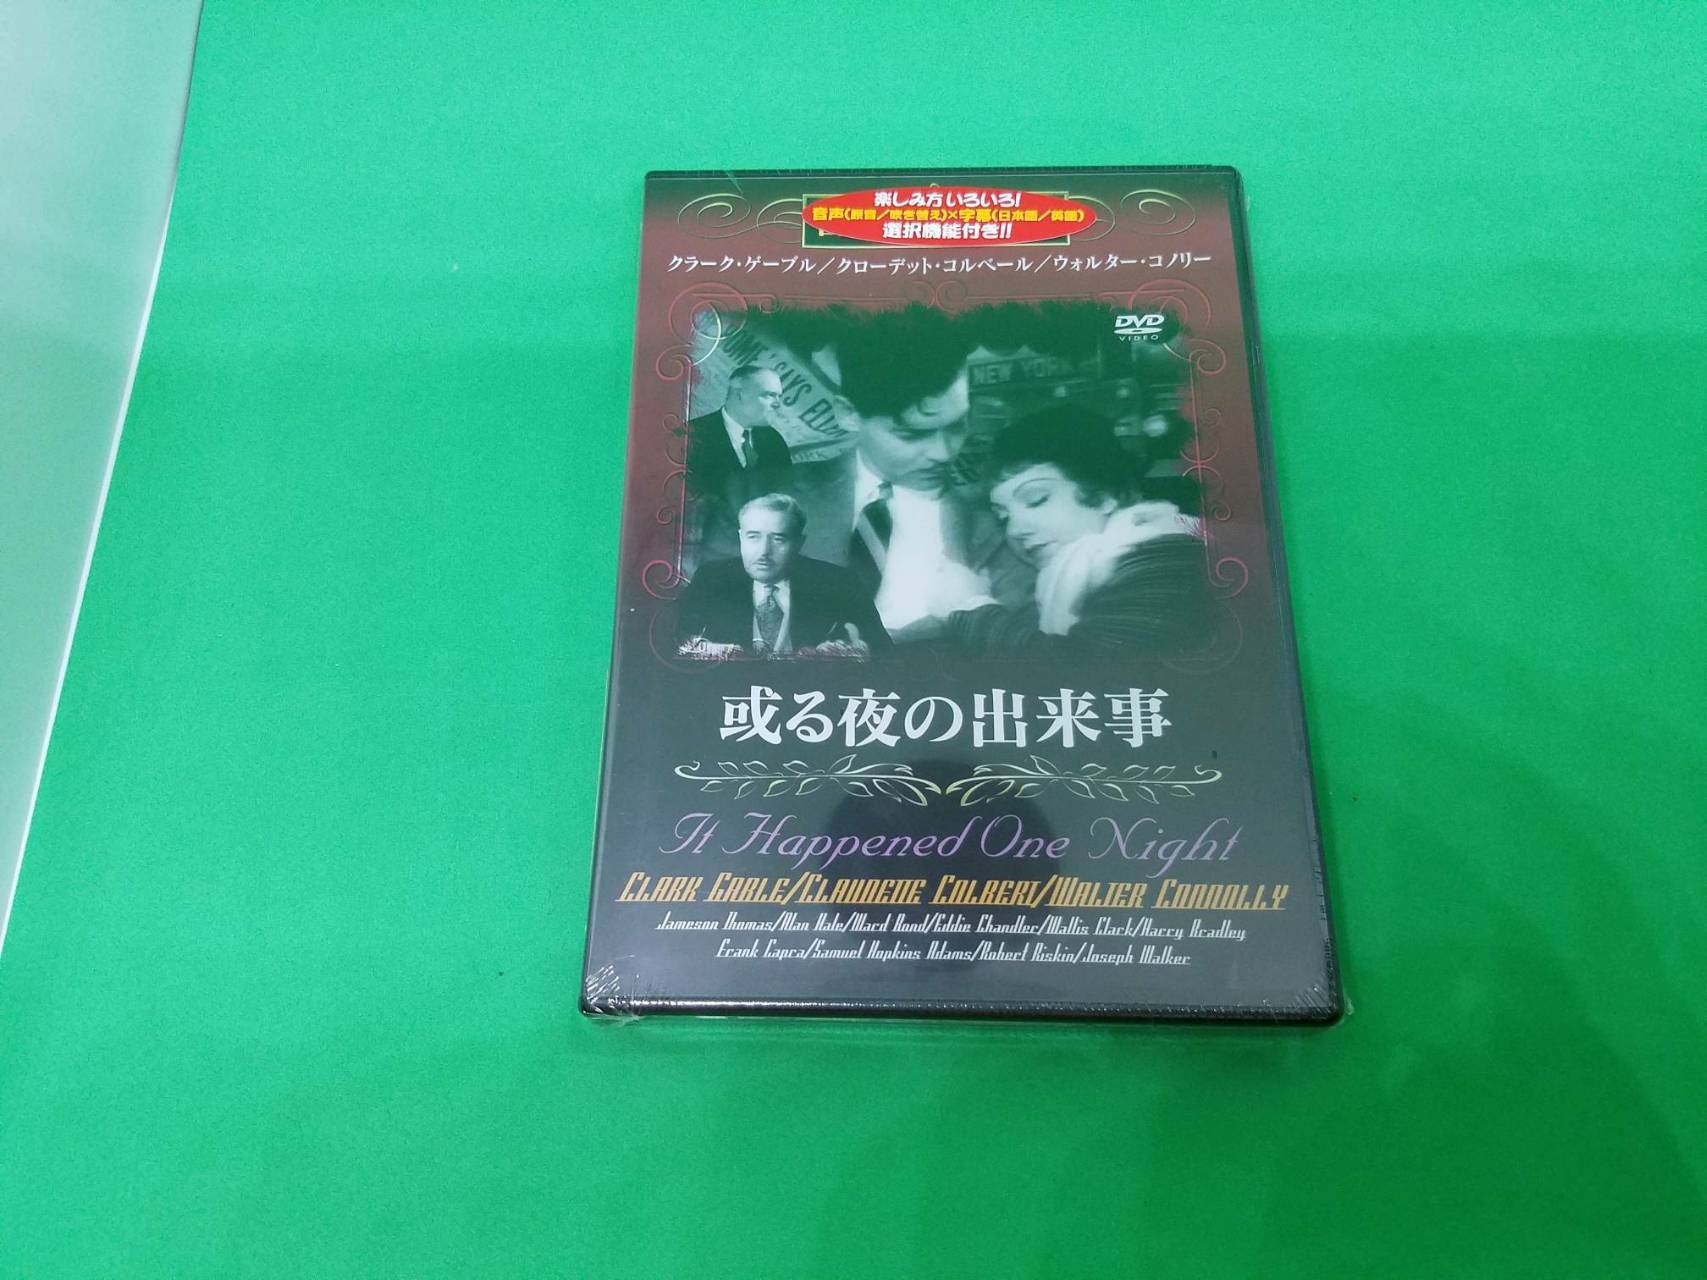 楽しみ方いろいろ!
音声(原音/吹き替え)×字幕(日本語/英語)
選択機能付き!!
クラーク・ゲーブル/クローデット・コルベール/ウォルター・コノリー
DVD
VIDEO
SAYS
NEW YORK
或る夜の出来事
It Happened One Night
CLARK GABLE/CLAUDETTE COLBERT/WALTER CONNOLLY
Jameson Thomas/Alan Hale/Ward Bond/Eddie Chandler/Wallis Clark/Harry Bradley
Frank Capra/Samuel Hopkins Adams/Robert Riskin/Joseph Walker